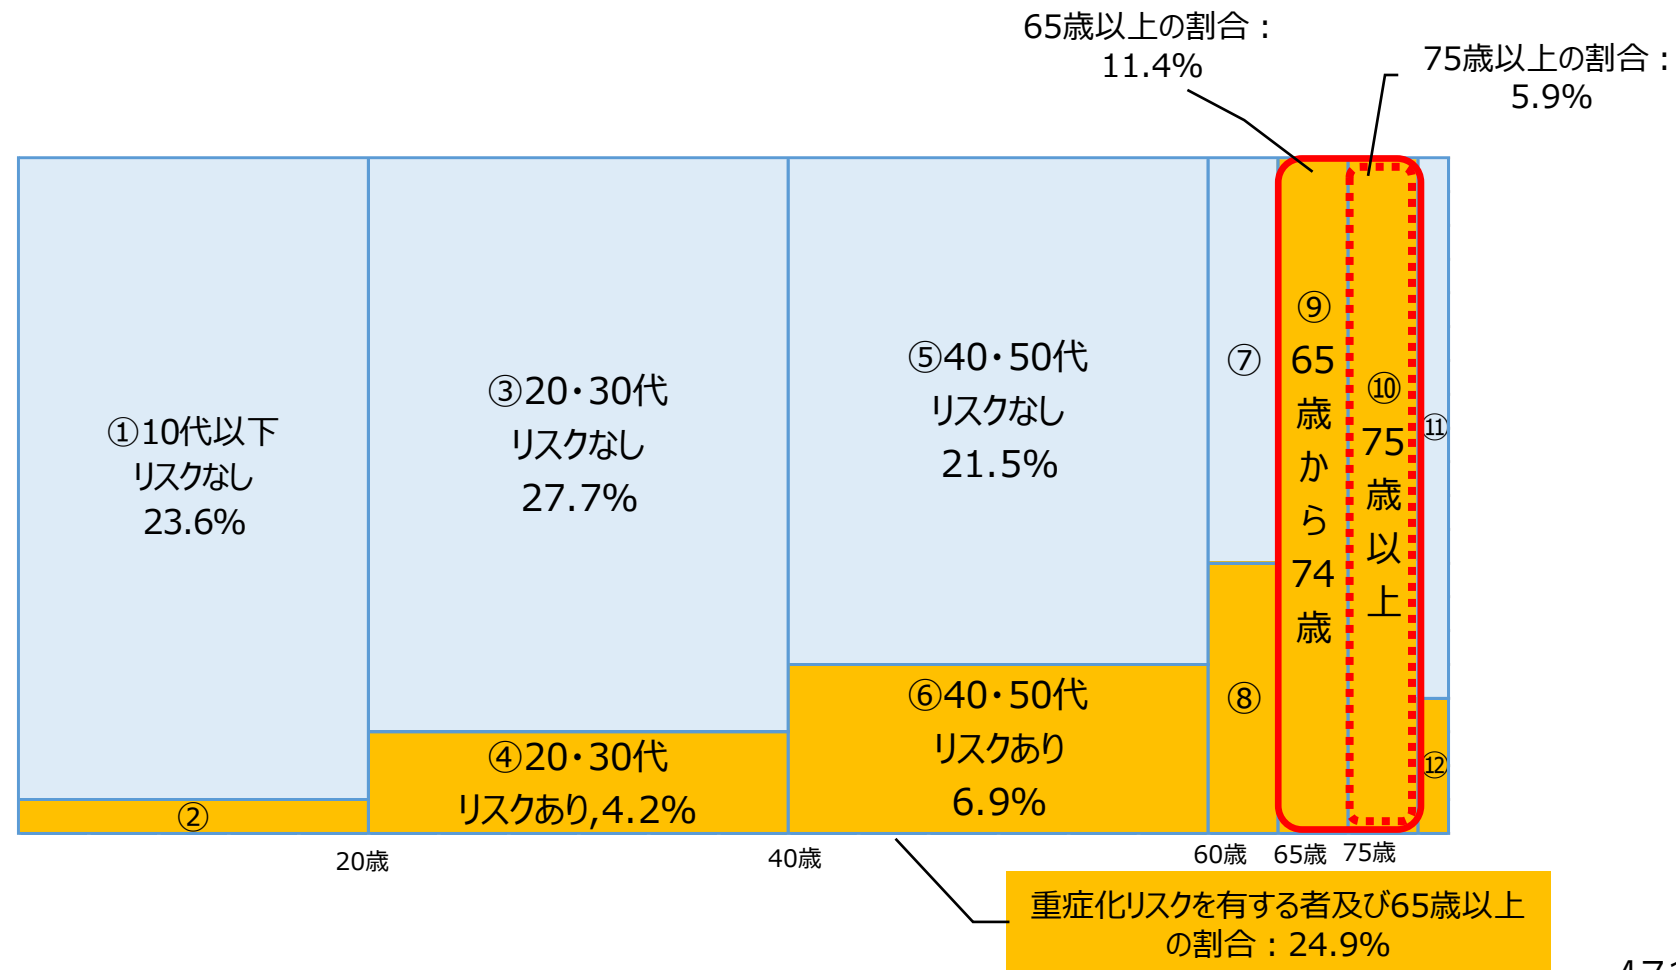 65歳以上の割合：
11.4%
75歳以上の割合：
5.9%
①10代以下
リスクなし
23.6%
②
③20・30代
リスクなし
27.7%
④20・30代
リスクあり,4.2%
⑤40・50代
リスクなし
21.5%
⑥40・50代
リスクあり
6.9%
⑦
⑧
⑨
65
歳
か
ら
74
歳
⑩
75
歳
以
上
⑪
⑫
20歳
40歳
60歳
65歳
75歳
重症化リスクを有する者及び65歳以上
の割合：24.9%